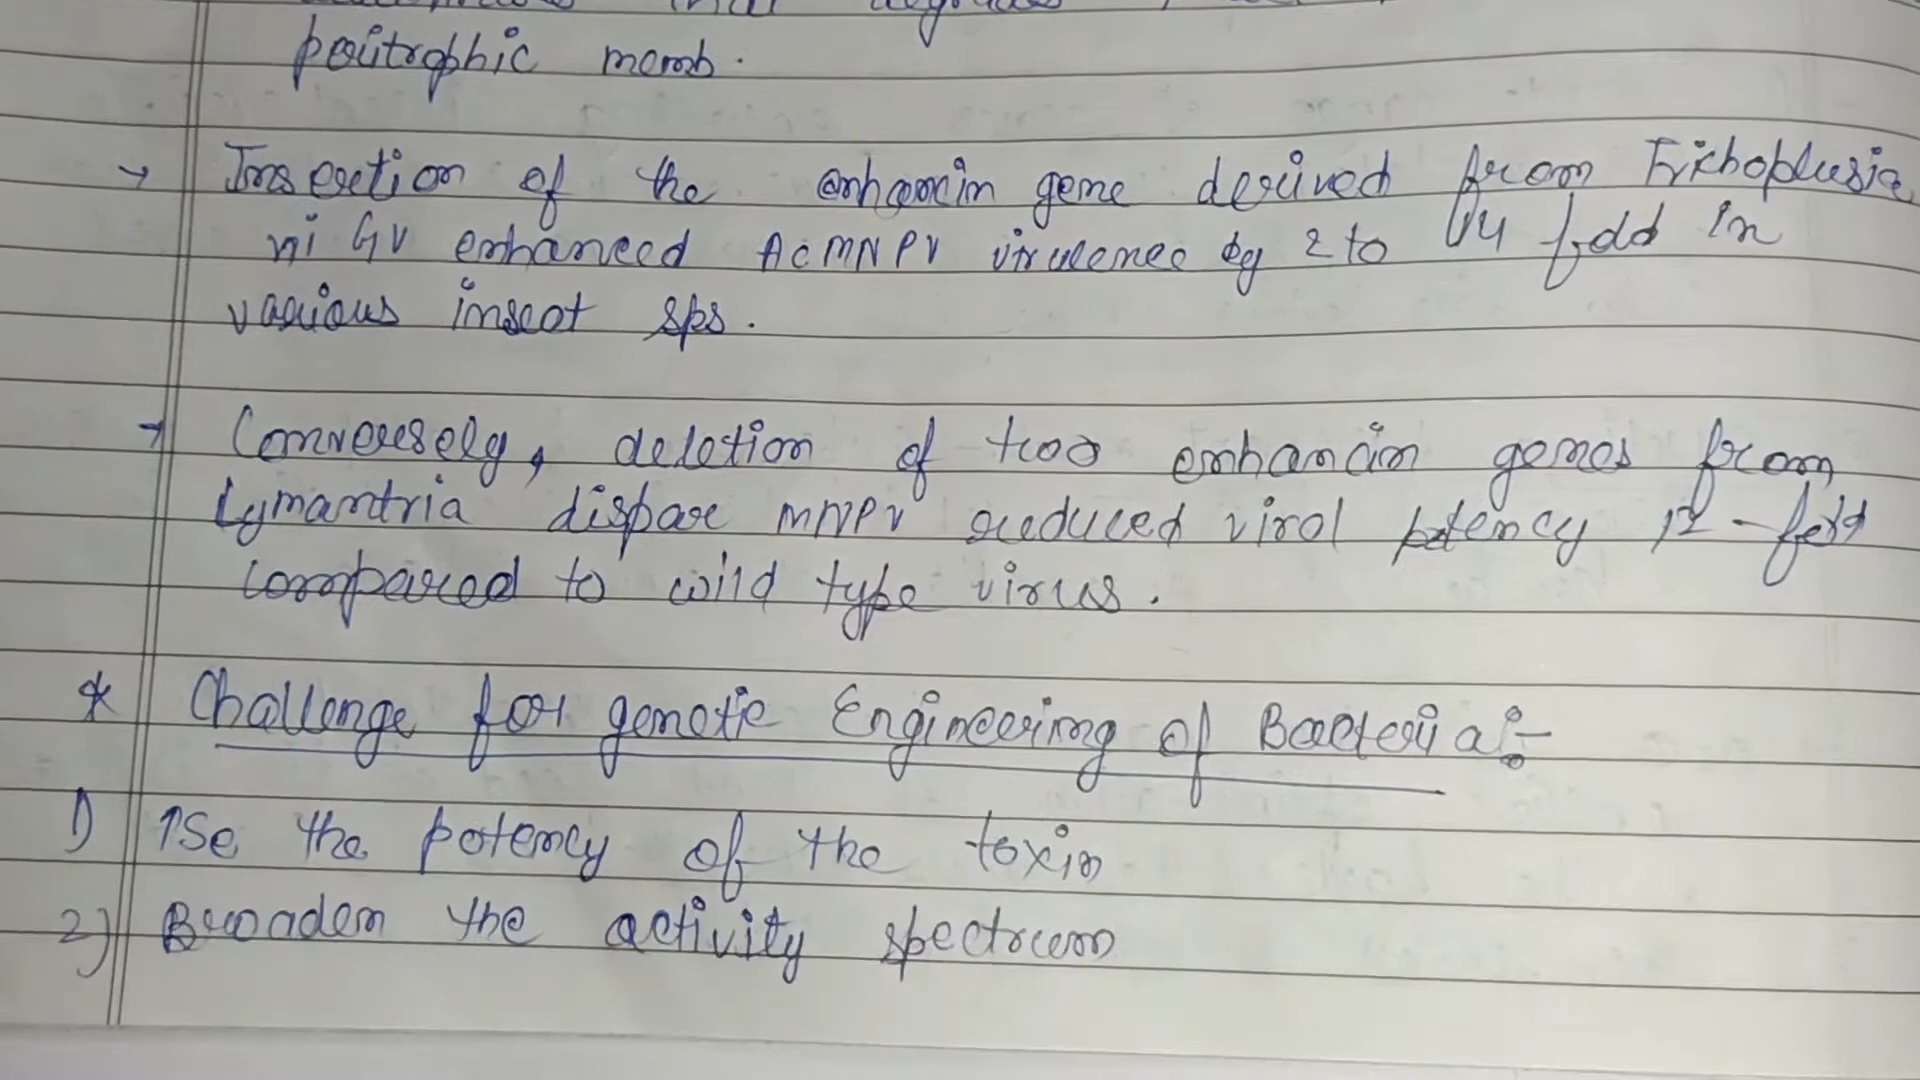 peritrophic memb.
→ Insertion of the enhancin gene derived from Trichoplusia
ni GV enhanced AcMNPV virulence by 2 to 14 fold in
various insect sps.
→ Conversely, deletion of two enhancin genes from
Lymantria dispar MNPV reduced viral potency 12-fold
compared to wild type virus.
* Challenge for genetic Engineering of Bacteria:-
1) ↑Se the potency of the toxin
2) Broaden the activity spectrum